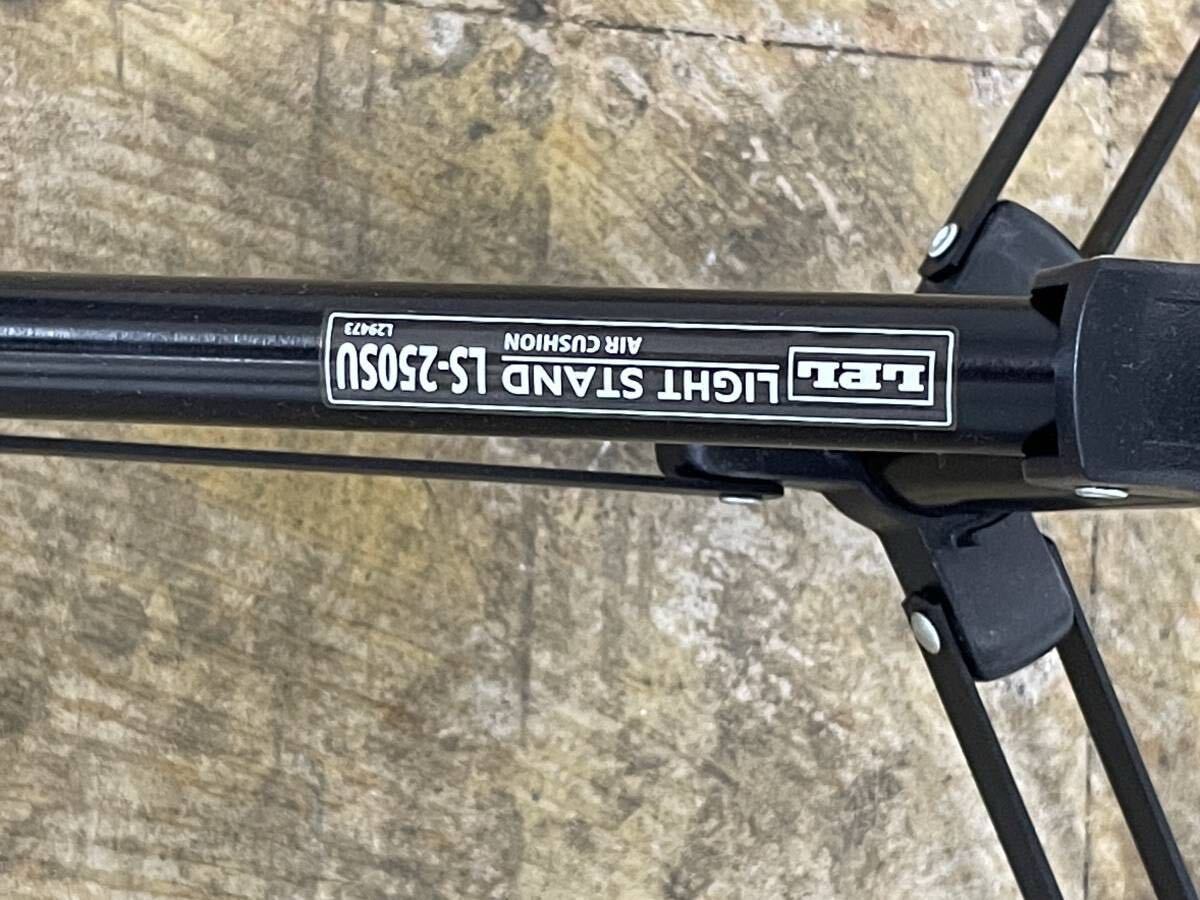 LPL
LIGHT STAND LS-250SU
AIR CUSHION
L29473